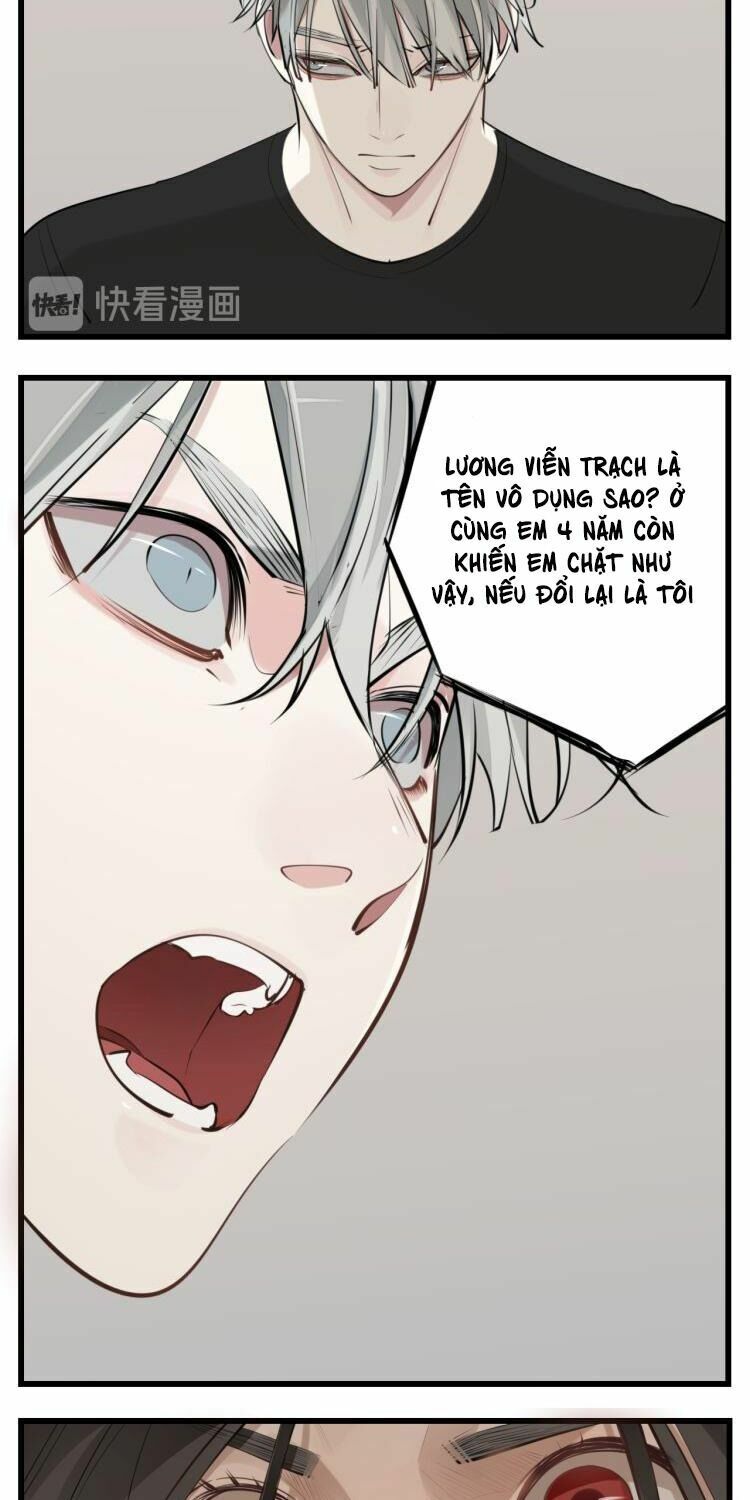 快看!
快看漫画
LƯƠNG VIỄN TRẠCH LÀ
TÊN VÔ DỤNG SAO? Ở
CÙNG EM 4 NĂM CÒN
KHIẾN EM CHẶT NHƯ
VẬY, NẾU ĐỔI LẠI LÀ TÔI